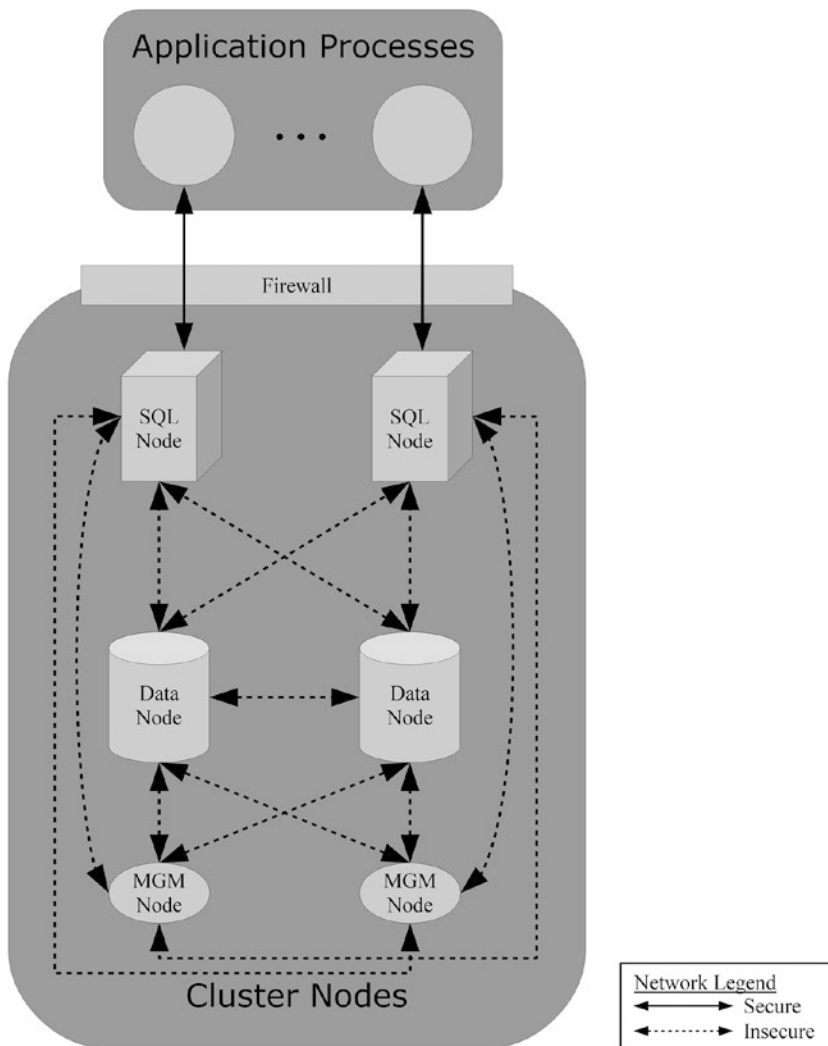 Application Processes
...
Firewall
SQL
Node
SQL
Node
Data
Node
Data
Node
MGM
Node
MGM
Node
Cluster Nodes
Network Legend
Secure
Insecure